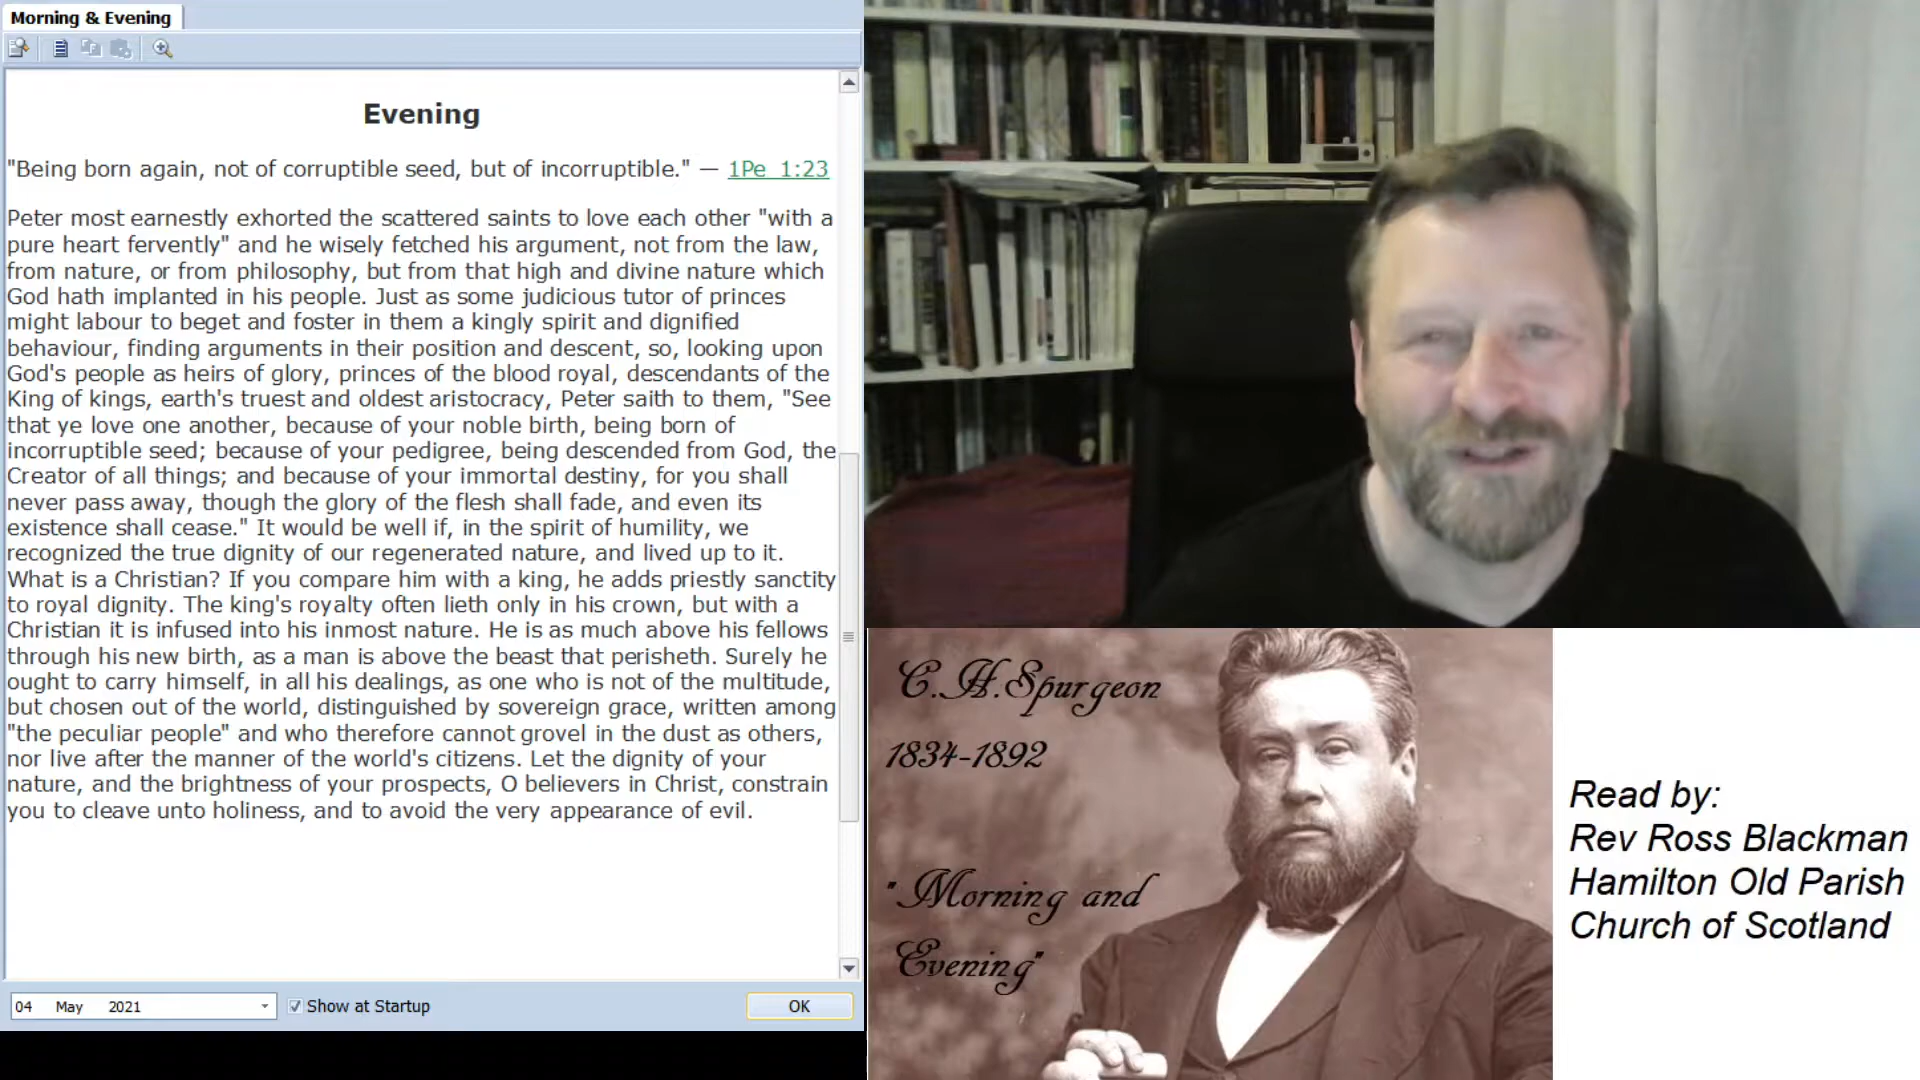 Morning & Evening
Evening
"Being born again, not of corruptible seed, but of incorruptible." — 1Pe 1:23
Peter most earnestly exhorted the scattered saints to love each other "with a
pure heart fervently" and he wisely fetched his argument, not from the law,
from nature, or from philosophy, but from that high and divine nature which
God hath implanted in his people. Just as some judicious tutor of princes
might labour to beget and foster in them a kingly spirit and dignified
behaviour, finding arguments in their position and descent, so, looking upon
God's people as heirs of glory, princes of the blood royal, descendants of the
King of kings, earth's truest and oldest aristocracy, Peter saith to them, "See
that ye love one another, because of your noble birth, being born of
incorruptible seed; because of your pedigree, being descended from God, the
Creator of all things; and because of your immortal destiny, for you shall
never pass away, though the glory of the flesh shall fade, and even its
existence shall cease." It would be well if, in the spirit of humility, we
recognized the true dignity of our regenerated nature, and lived up to it.
What is a Christian? If you compare him with a king, he adds priestly sanctity
to royal dignity. The king's royalty often lieth only in his crown, but with a
Christian it is infused into his inmost nature. He is as much above his fellows
through his new birth, as a man is above the beast that perisheth. Surely he
ought to carry himself, in all his dealings, as one who is not of the multitude,
but chosen out of the world, distinguished by sovereign grace, written among
"the peculiar people" and who therefore cannot grovel in the dust as others,
nor live after the manner of the world's citizens. Let the dignity of your
nature, and the brightness of your prospects, O believers in Christ, constrain
you to cleave unto holiness, and to avoid the very appearance of evil.
04 May 2021
Show at Startup
OK
C.H.Spurgeon
1834-1892
"Morning and
Evening"
Read by:
Rev Ross Blackman
Hamilton Old Parish
Church of Scotland